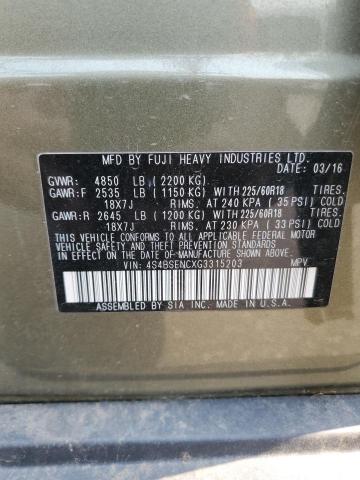 MFD BY FUJI HEAVY INDUSTRIES LTD.
DATE: 03/16
GVWR: 4850 LB (2200 KG)
GAWR:F 2535 LB (1150 KG) WITH 225/60R18 TIRES.
18X7J RIMS. AT 240 KPA (35 PSI) COLD
GAWR:R 2645 LB (1200 KG) WITH 225/60R18 TIRES.
18X7J RIMS. AT 230 KPA (33 PSI) COLD
THIS VEHICLE CONFORMS TO ALL APPLICABLE FEDERAL MOTOR
VEHICLE SAFETY AND THEFT PREVENTION STANDARDS IN
EFFECT ON THE DATE OF MANUFACTURE SHOWN ABOVE.
VIN: 4S4BSENCXG3315203 MPV
ASSEMBLED BY SIA INC. MADE IN U.S.A.